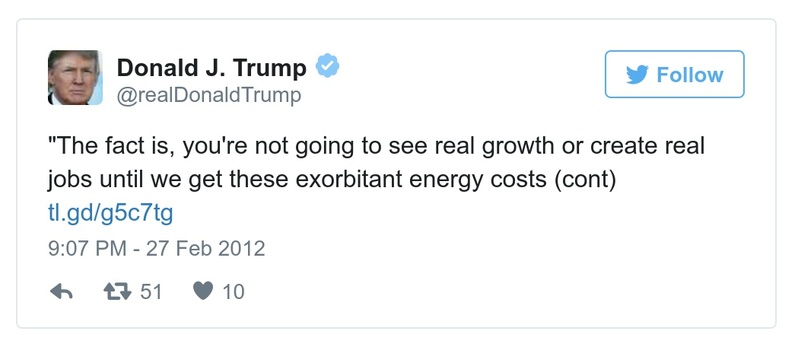 Donald J. Trump
@realDonaldTrump
Follow
"The fact is, you're not going to see real growth or create real
jobs until we get these exorbitant energy costs (cont)
tl.gd/g5c7tg
9:07 PM - 27 Feb 2012
51 10